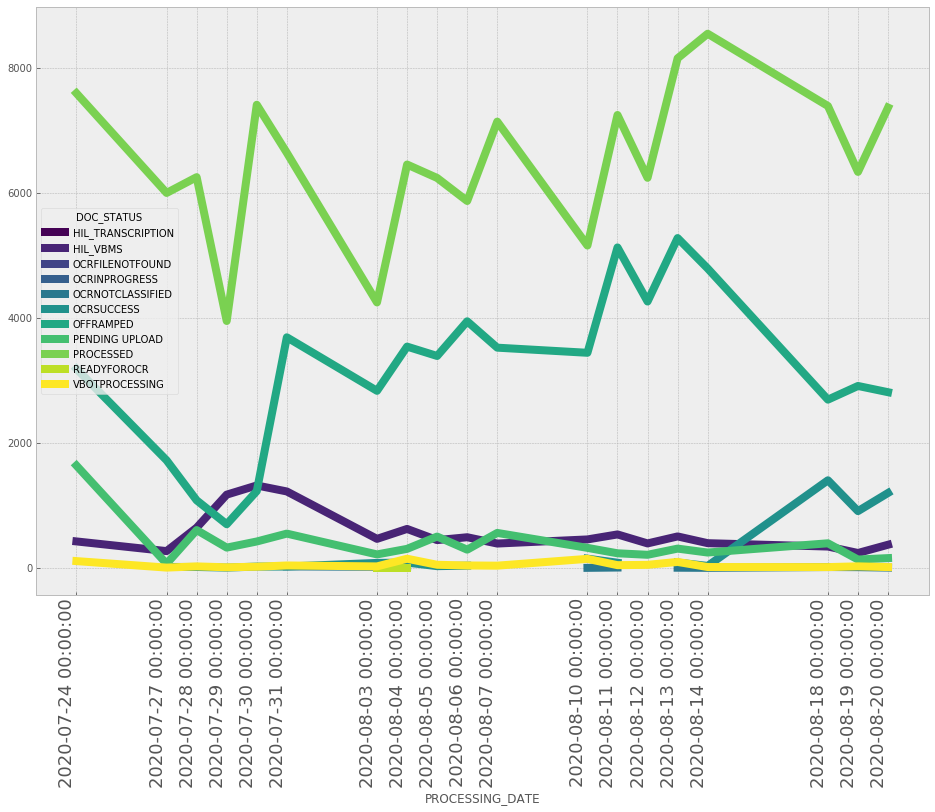 8000
6000
4000
2000
0
DOC_STATUS
HIL_TRANSCRIPTION
HIL_VBMS
OCRFILENOTFOUND
OCRINPROGRESS
OCRNOTCLASSIFIED
OCRSUCCESS
OFFRAMPED
PENDING UPLOAD
PROCESSED
READYFOROCR
VBOTPROCESSING
2020-07-24 00:00:00
2020-07-27 00:00:00
2020-07-28 00:00:00
2020-07-29 00:00:00
2020-07-30 00:00:00
2020-07-31 00:00:00
2020-08-03 00:00:00
2020-08-04 00:00:00
2020-08-05 00:00:00
2020-08-06 00:00:00
2020-08-07 00:00:00
2020-08-10 00:00:00
2020-08-11 00:00:00
2020-08-12 00:00:00
2020-08-13 00:00:00
2020-08-14 00:00:00
2020-08-18 00:00:00
2020-08-19 00:00:00
2020-08-20 00:00:00
PROCESSING_DATE